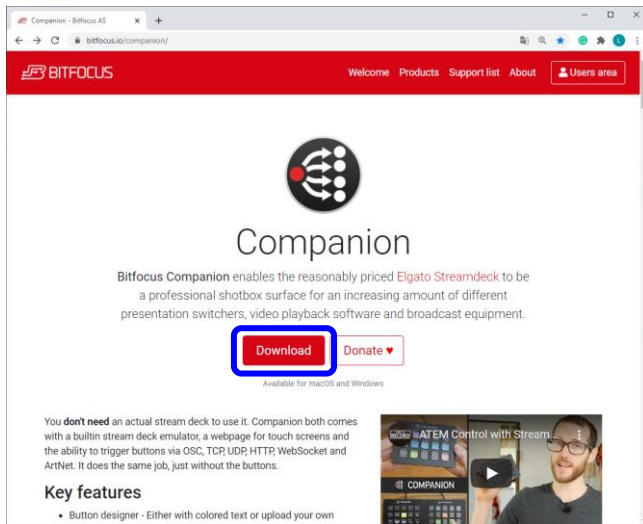 Companion - Bitfocus AS
bitfocus.io/companion/
BITFOCUS
Welcome Products Support list About Users area
Companion
Bitfocus Companion enables the reasonably priced Elgato Streamdeck to be
a professional shotbox surface for an increasing amount of different
presentation switchers, video playback software and broadcast equipment.
Download Donate ♥
Available for macOS and Windows
You don't need an actual stream deck to use it. Companion both comes
with a builtin stream deck emulator, a webpage for touch screens and
the ability to trigger buttons via OSC, TCP, UDP, HTTP, WebSocket and
ArtNet. It does the same job, just without the buttons.
Key features
• Button designer - Either with colored text or upload your own
ATEM Control with Stream...
COMPANION